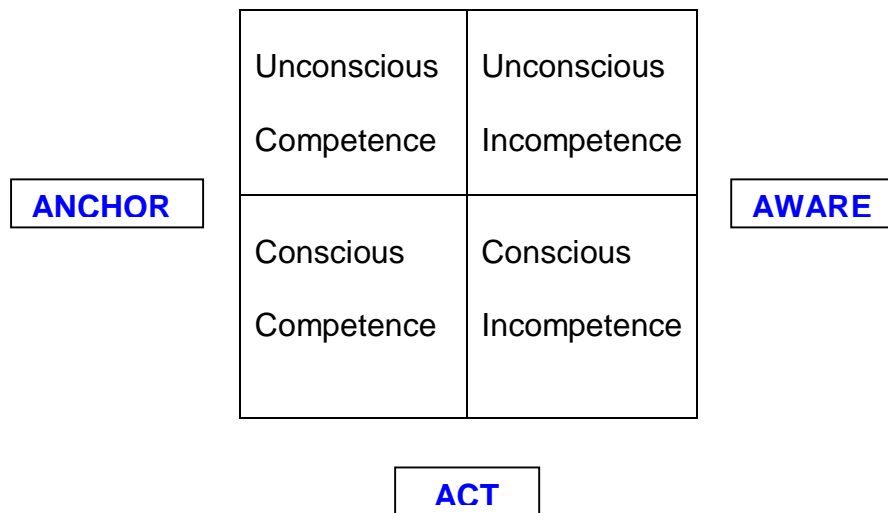 Unconscious
Competence
Unconscious
Incompetence
ANCHOR
AWARE
Conscious
Competence
Conscious
Incompetence
ACT